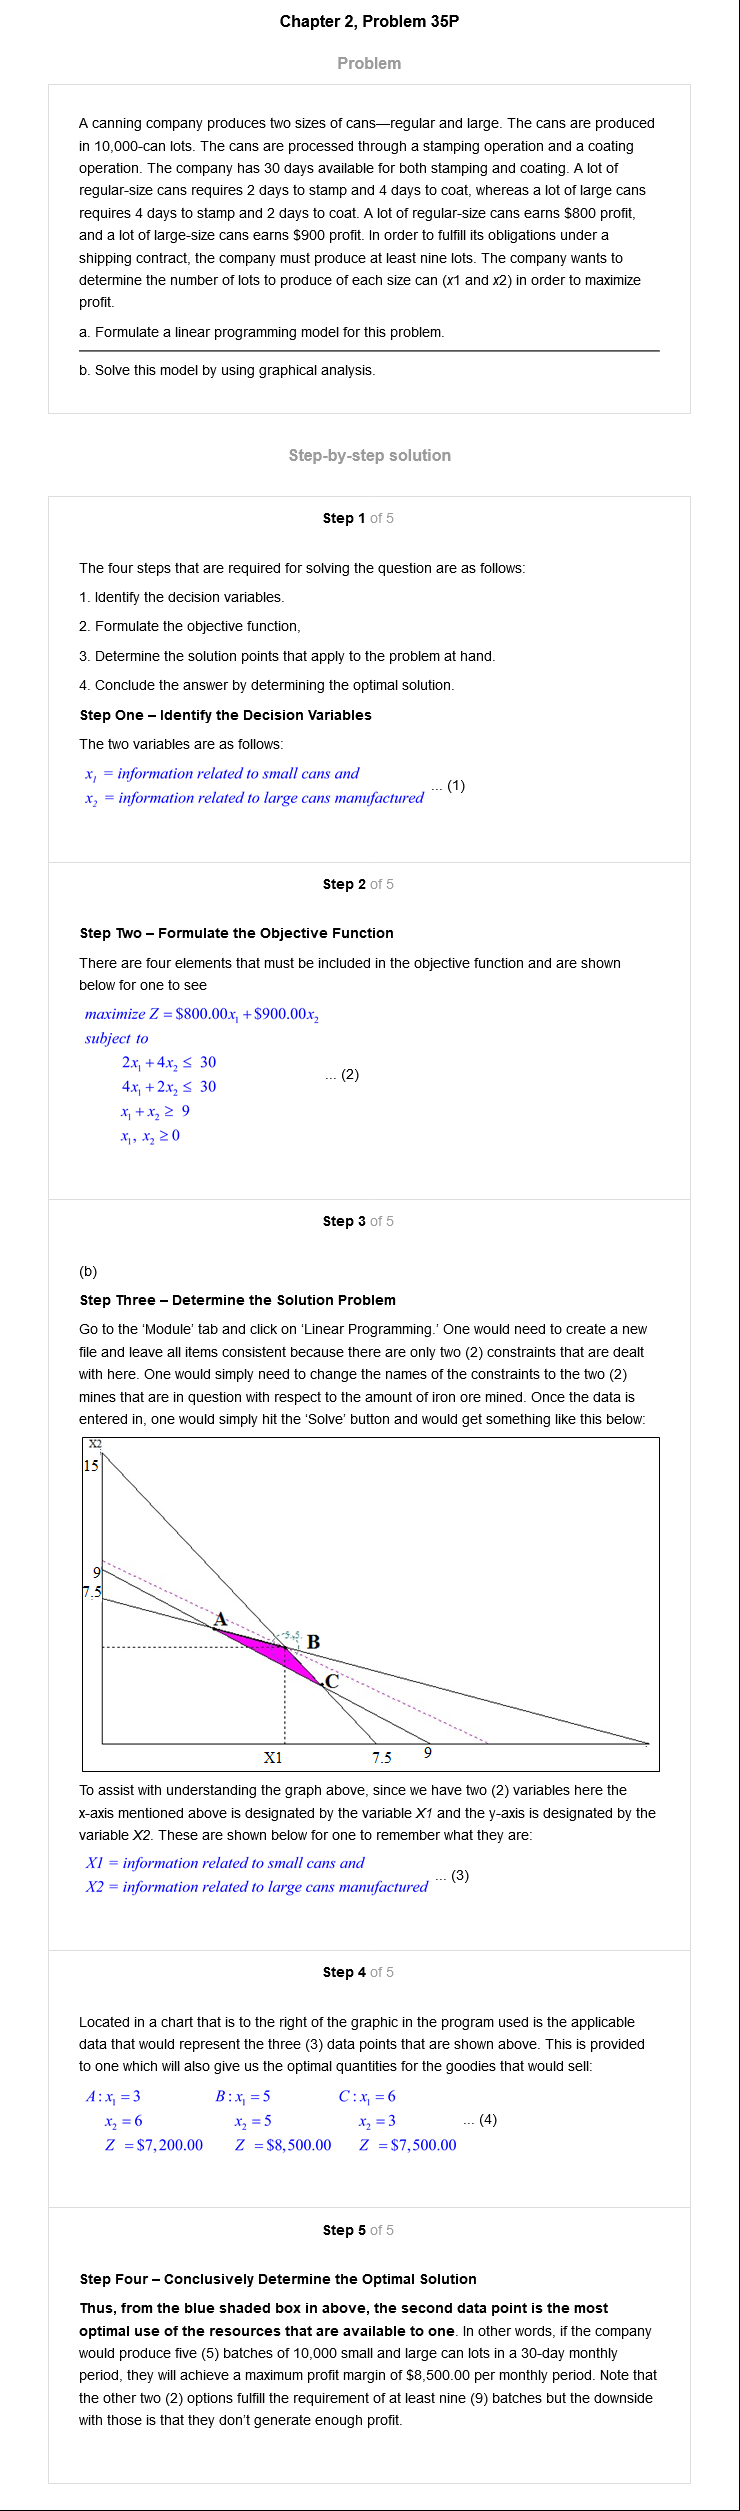 Chapter 2, Problem 35P
Problem
A canning company produces two sizes of cans—regular and large. The cans are produced
in 10,000-can lots. The cans are processed through a stamping operation and a coating
operation. The company has 30 days available for both stamping and coating. A lot of
regular-size cans requires 2 days to stamp and 4 days to coat, whereas a lot of large cans
requires 4 days to stamp and 2 days to coat. A lot of regular-size cans earns $800 profit,
and a lot of large-size cans earns $900 profit. In order to fulfill its obligations under a
shipping contract, the company must produce at least nine lots. The company wants to
determine the number of lots to produce of each size can (x1 and x2) in order to maximize
profit.
a. Formulate a linear programming model for this problem.
b. Solve this model by using graphical analysis.
Step-by-step solution
Step 1 of 5
The four steps that are required for solving the question are as follows:
1. Identify the decision variables.
2. Formulate the objective function,
3. Determine the solution points that apply to the problem at hand.
4. Conclude the answer by determining the optimal solution.
Step One – Identify the Decision Variables
The two variables are as follows:
x₁ = information related to small cans and
x₂ = information related to large cans manufactured ... (1)
Step 2 of 5
Step Two – Formulate the Objective Function
There are four elements that must be included in the objective function and are shown
below for one to see
maximize Z = $800.00x₁ + $900.00x₂
subject to
2x₁ + 4x₂ ≤ 30
4x₁ + 2x₂ ≤ 30 ... (2)
x₁ + x₂ ≥ 9
x₁, x₂ ≥ 0
Step 3 of 5
(b)
Step Three – Determine the Solution Problem
Go to the ‘Module’ tab and click on ‘Linear Programming.’ One would need to create a new
file and leave all items consistent because there are only two (2) constraints that are dealt
with here. One would simply need to change the names of the constraints to the two (2)
mines that are in question with respect to the amount of iron ore mined. Once the data is
entered in, one would simply hit the ‘Solve’ button and would get something like this below:
X2
15
9
7.5
A
5,5
B
C
X1
7.5
9
To assist with understanding the graph above, since we have two (2) variables here the
x-axis mentioned above is designated by the variable X1 and the y-axis is designated by the
variable X2. These are shown below for one to remember what they are:
X1 = information related to small cans and
X2 = information related to large cans manufactured ... (3)
Step 4 of 5
Located in a chart that is to the right of the graphic in the program used is the applicable
data that would represent the three (3) data points that are shown above. This is provided
to one which will also give us the optimal quantities for the goodies that would sell:
A: x₁ = 3 B: x₁ = 5 C: x₁ = 6
x₂ = 6 x₂ = 5 x₂ = 3 ... (4)
Z = $7,200.00 Z = $8,500.00 Z = $7,500.00
Step 5 of 5
Step Four – Conclusively Determine the Optimal Solution
Thus, from the blue shaded box in above, the second data point is the most
optimal use of the resources that are available to one. In other words, if the company
would produce five (5) batches of 10,000 small and large can lots in a 30-day monthly
period, they will achieve a maximum profit margin of $8,500.00 per monthly period. Note that
the other two (2) options fulfill the requirement of at least nine (9) batches but the downside
with those is that they don’t generate enough profit.